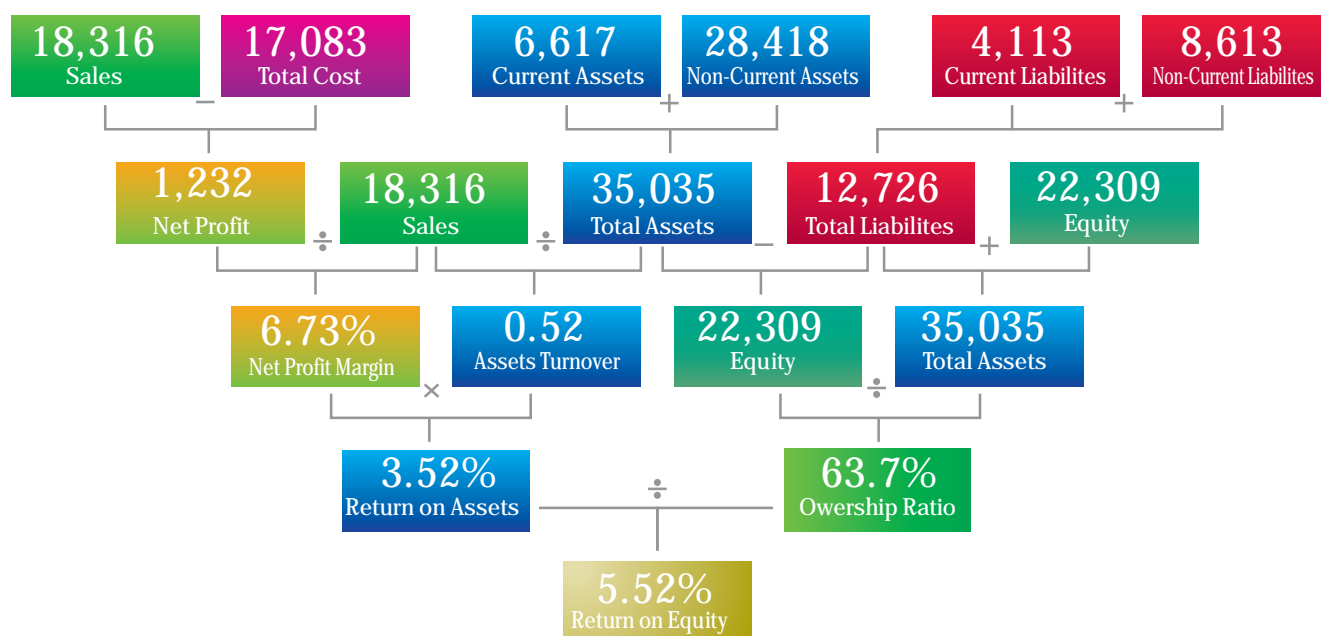 18,316
Sales
17,083
Total Cost
6,617
Current Assets
28,418
Non-Current Assets
4,113
Current Liabilites
8,613
Non-Current Liabilites
−
+
+
1,232
Net Profit
18,316
Sales
35,035
Total Assets
12,726
Total Liabilites
22,309
Equity
÷
÷
−
+
6.73%
Net Profit Margin
0.52
Assets Turnover
22,309
Equity
35,035
Total Assets
×
÷
3.52%
Return on Assets
63.7%
Owership Ratio
÷
5.52%
Return on Equity